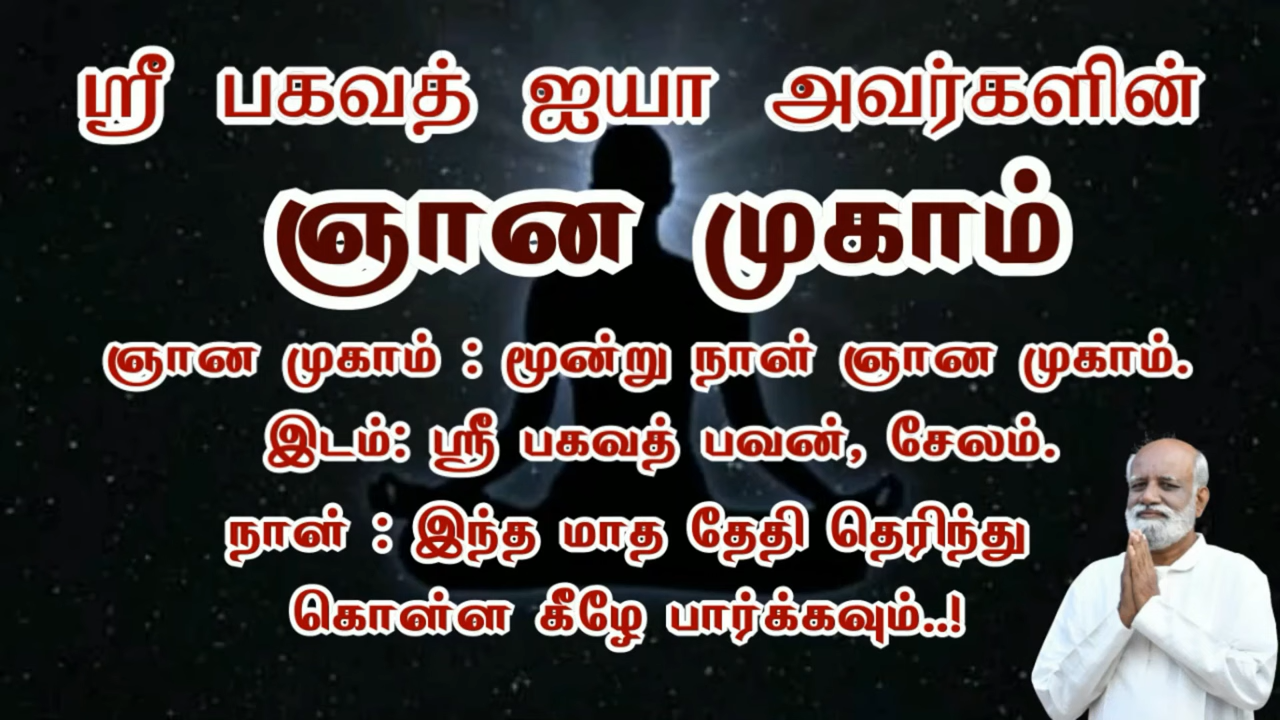 ஸ்ரீ பகவத் ஐயா அவர்களின்
ஞான முகாம்
ஞான முகாம் : மூன்று நாள் ஞான முகாம்.
இடம்: ஸ்ரீ பகவத் பவன், சேலம்.
நாள் : இந்த மாத தேதி தெரிந்து
கொள்ள கீழே பார்க்கவும்..!